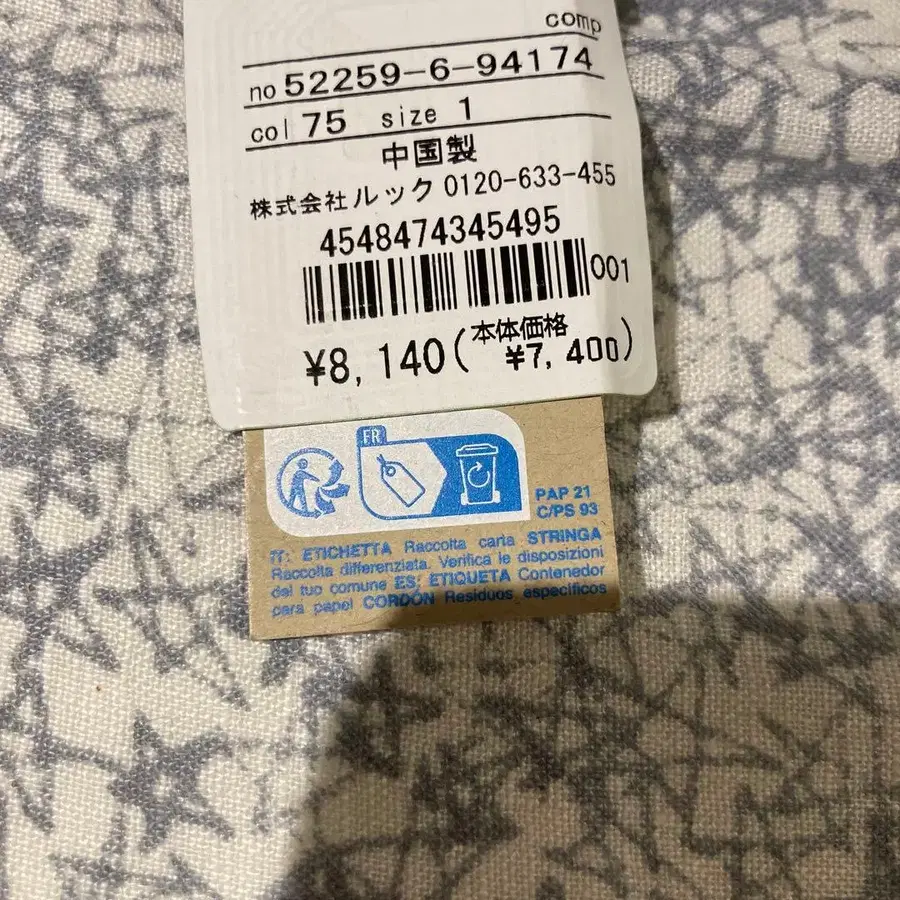 comp
no 52259-6-94174
col 75 size 1
中国製
株式会社ルック 0120-633-455
4548474345495
001
¥8,140(本体価格 ¥7,400)
FR
PAP 21
C/PS 93
IT: ETICHETTA Raccolta carta STRINGA
Raccolta differenziata. Verifica le disposizioni
del tuo comune ES: ETIQUETA Contenedor
para papel CORDÓN Residuos específicos